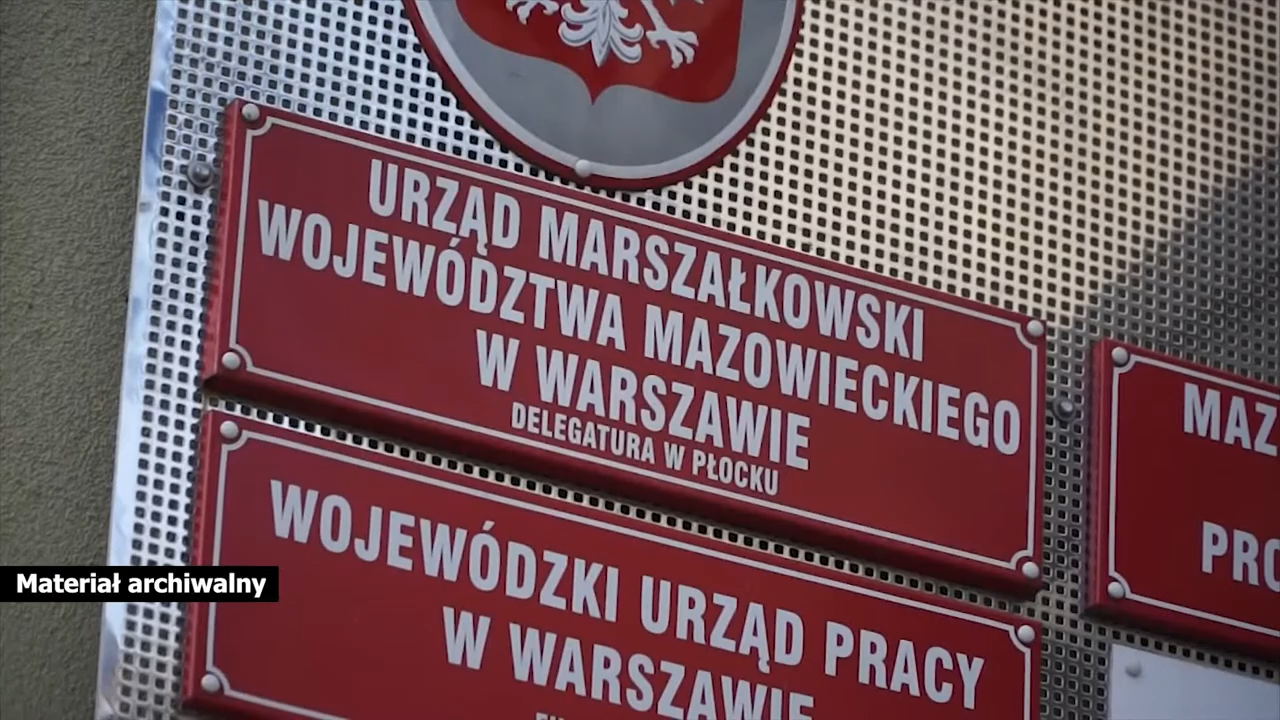 URZĄD MARSZAŁKOWSKI
WOJEWÓDZTWA MAZOWIECKIEGO
W WARSZAWIE
DELEGATURA W PŁOCKU
WOJEWÓDZKI URZĄD PRACY
W WARSZAWIE
MAZ
PRO
Materiał archiwalny